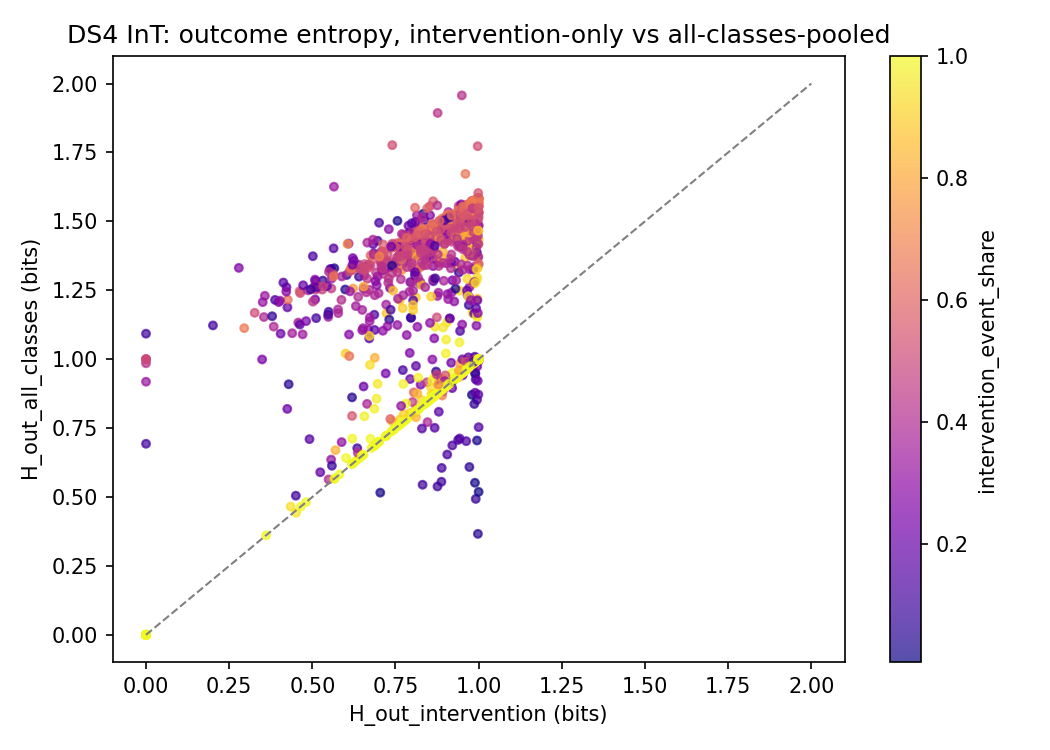 DS4 InT: outcome entropy, intervention-only vs all-classes-pooled
2.00
1.75
1.50
1.25
1.00
0.75
0.50
0.25
0.00
H_out_all_classes (bits)
0.00 0.25 0.50 0.75 1.00 1.25 1.50 1.75 2.00
H_out_intervention (bits)
1.0
0.8
0.6
0.4
0.2
intervention_event_share